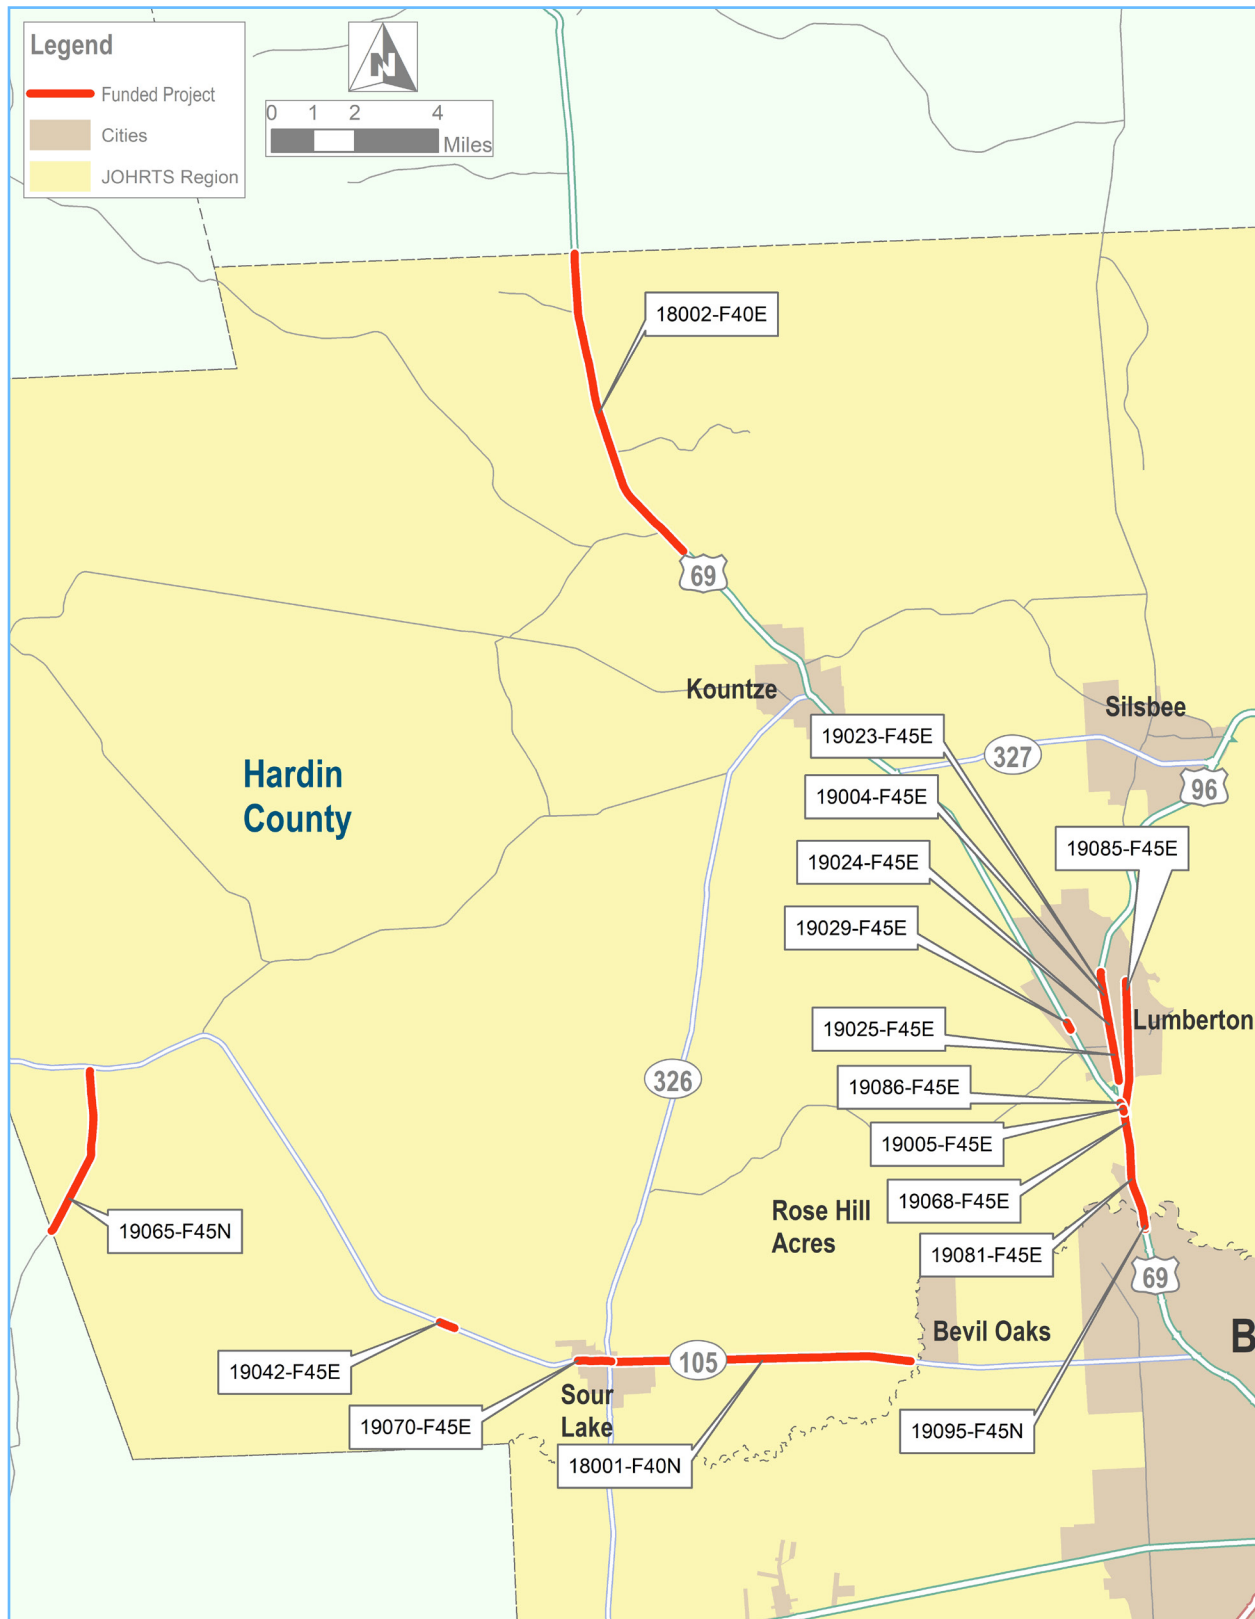 Legend
Funded Project
Cities
JOHRTS Region
N
0 1 2 4
Miles
18002-F40E
69
Kountze
Silsbee
19023-F45E
327
Hardin
County
19004-F45E
96
19085-F45E
19024-F45E
19029-F45E
Lumberton
19025-F45E
326
19086-F45E
19005-F45E
19068-F45E
Rose Hill
Acres
19065-F45N
19081-F45E
69
Bevil Oaks
B
105
19042-F45E
Sour
Lake
19070-F45E
19095-F45N
18001-F40N